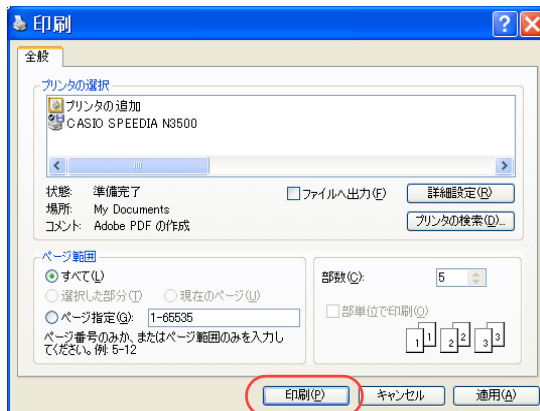 印刷
全般
プリンタの選択
プリンタの追加
CASIO SPEEDIA N3500
状態: 準備完了
ファイルへ出力(F)
詳細設定(R)
場所: My Documents
コメント: Adobe PDF の作成
プリンタの検索(D)...
ページ範囲
すべて(L)
選択した部分(T)
現在のページ(U)
ページ指定(G): 1-65535
ページ番号のみか、またはページ範囲のみを入力し
てください。例: 5-12
部数(C): 5
部単位で印刷(O)
1 1 2 2 3 3
印刷(P)
キャンセル
適用(A)